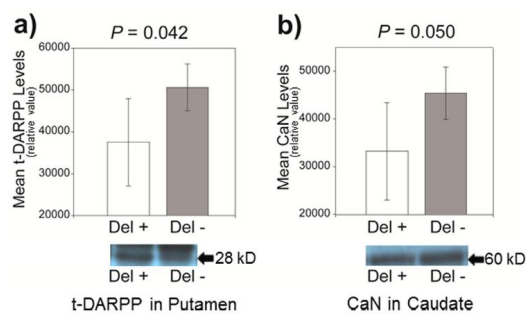 a)
P = 0.042
Mean t-DARPP Levels
(relative value)
60000
50000
40000
30000
20000
Del +
Del -
28 kD
Del +
Del -
t-DARPP in Putamen
b)
P = 0.050
Mean CaN Levels
(relative value)
50000
40000
30000
20000
Del +
Del -
60 kD
Del +
Del -
CaN in Caudate